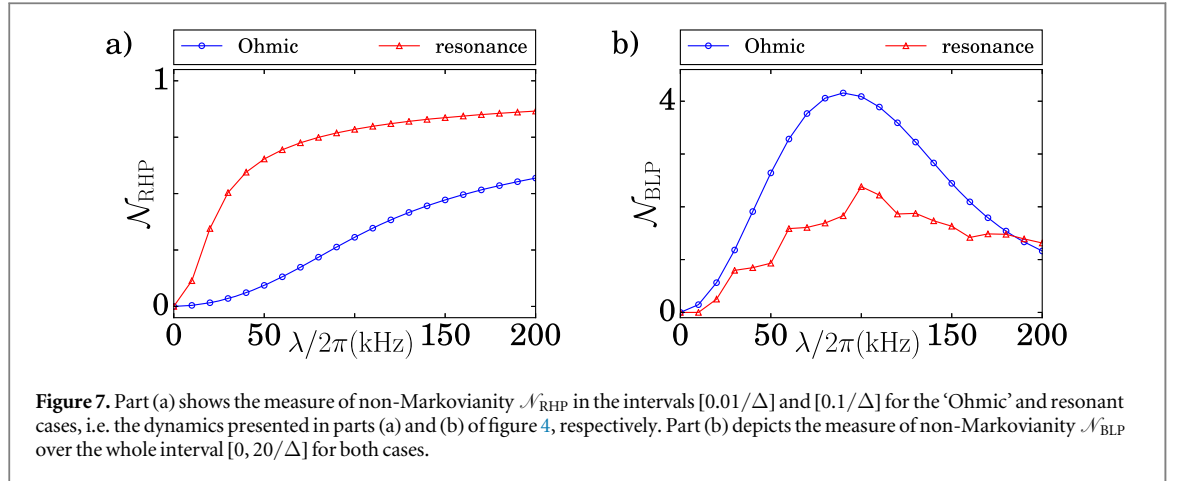 a)
Ohmic
resonance
1
0
𝒩RHP
0
50
λ/2π(kHz)
150
200
b)
Ohmic
resonance
4
0
𝒩BLP
0
50
λ/2π(kHz)
150
200
Figure 7. Part (a) shows the measure of non-Markovianity 𝒩RHP in the intervals [0.01/Δ] and [0.1/Δ] for the ‘Ohmic’ and resonant
cases, i.e. the dynamics presented in parts (a) and (b) of figure 4, respectively. Part (b) depicts the measure of non-Markovianity 𝒩BLP
over the whole interval [0, 20/Δ] for both cases.